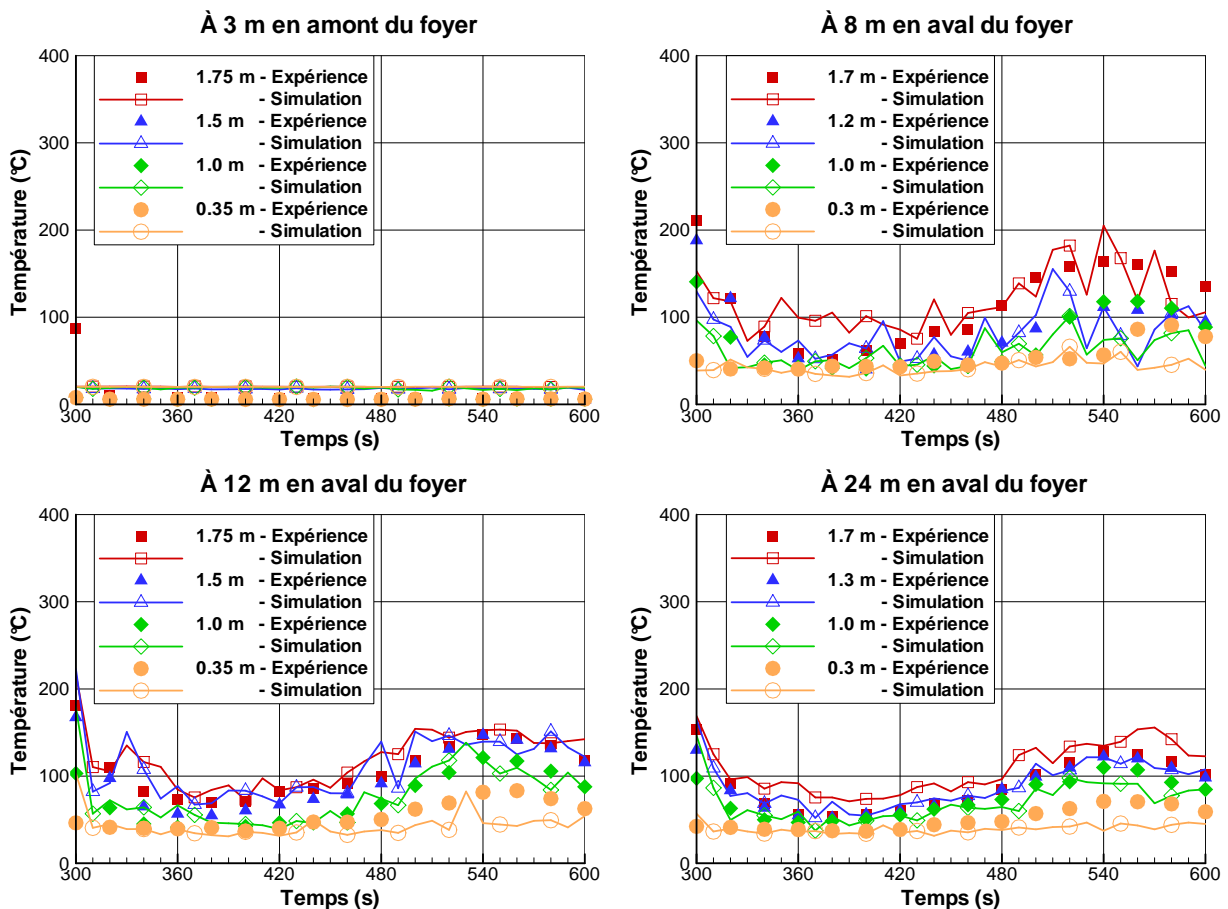 À 3 m en amont du foyer
Température (°C)
400
300
200
100
0
1.75 m - Expérience
- Simulation
1.5 m - Expérience
- Simulation
1.0 m - Expérience
- Simulation
0.35 m - Expérience
- Simulation
300 360 420 480 540 600
Temps (s)
À 8 m en aval du foyer
Température (°C)
400
300
200
100
0
1.7 m - Expérience
- Simulation
1.2 m - Expérience
- Simulation
1.0 m - Expérience
- Simulation
0.3 m - Expérience
- Simulation
300 360 420 480 540 600
Temps (s)
À 12 m en aval du foyer
Température (°C)
400
300
200
100
0
1.75 m - Expérience
- Simulation
1.5 m - Expérience
- Simulation
1.0 m - Expérience
- Simulation
0.35 m - Expérience
- Simulation
300 360 420 480 540 600
Temps (s)
À 24 m en aval du foyer
Température (°C)
400
300
200
100
0
1.7 m - Expérience
- Simulation
1.3 m - Expérience
- Simulation
1.0 m - Expérience
- Simulation
0.3 m - Expérience
- Simulation
300 360 420 480 540 600
Temps (s)